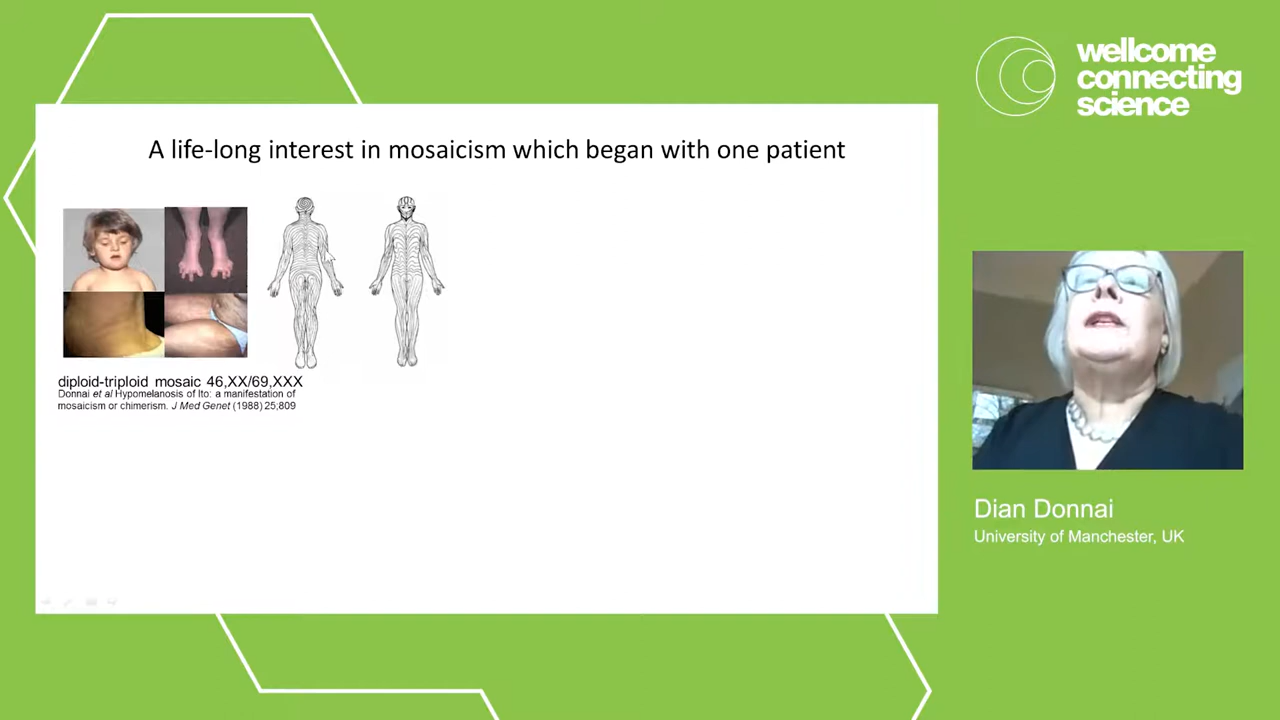 wellcome
connecting
science
A life-long interest in mosaicism which began with one patient
diploid-triploid mosaic 46,XX/69,XXX
Donnai et al Hypomelanosis of Ito: a manifestation of
mosaicism or chimerism. J Med Genet (1988) 25;809
Dian Donnai
University of Manchester, UK